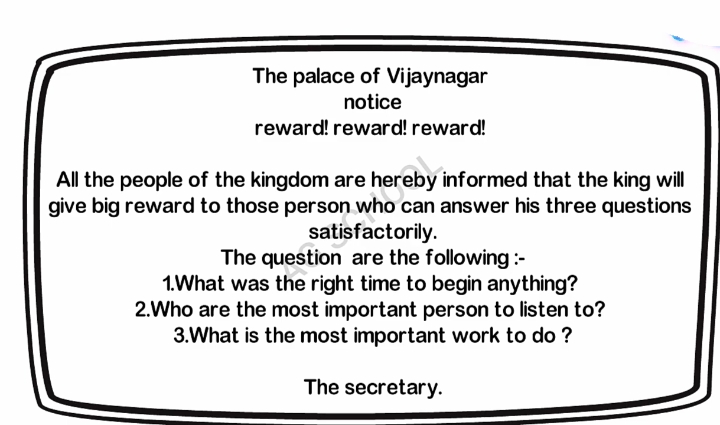 The palace of Vijaynagar
notice
reward! reward! reward!
All the people of the kingdom are hereby informed that the king will
give big reward to those person who can answer his three questions
satisfactorily.
The question are the following :-
1.What was the right time to begin anything?
2.Who are the most important person to listen to?
3.What is the most important work to do ?
The secretary.
AG SCHOOL